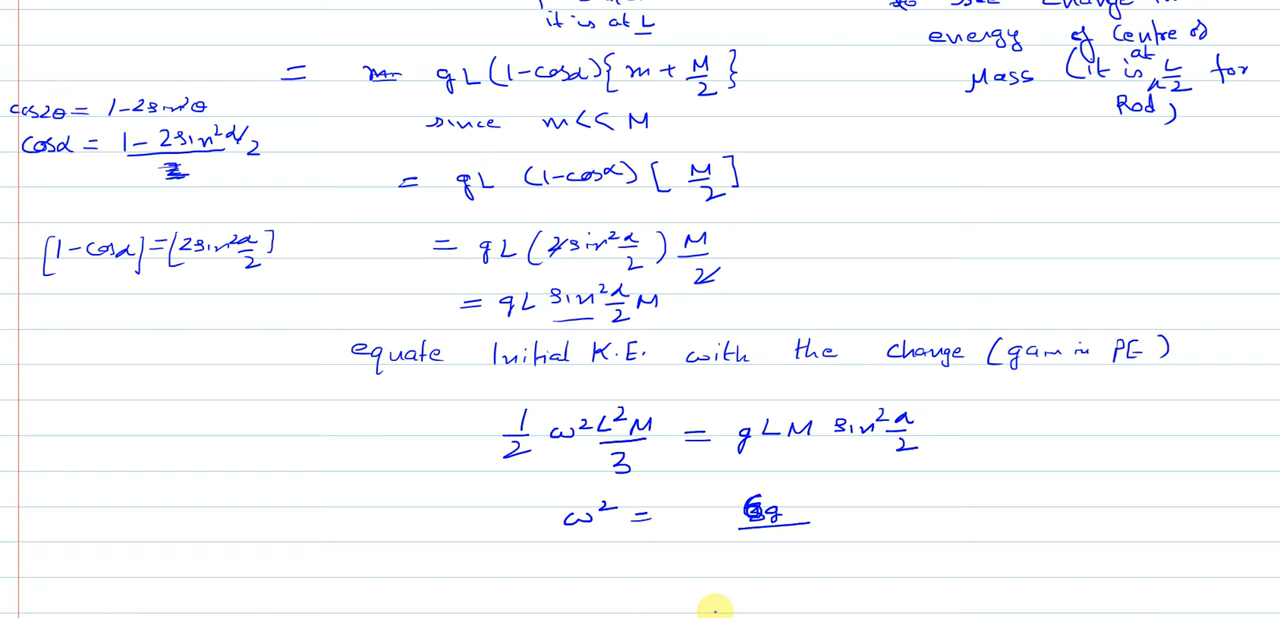 it is at L
energy of Centre of
Mass (it is at L/2 for
Rod)
= gL(1-cosα){m + M/2}
since m<< M
cos2θ = 1-2sin²θ
cosα = 1-2sin²α/2
= gL (1-cosα) [M/2]
[1-cosα] = [2sin²α/2]
= gL (2sin²α/2) M/2
= gL sin²α/2 M
equate Initial K.E. with the change (gain in PE)
1/2 ω²L²M/3 = gLM sin²α/2
ω² = 6g